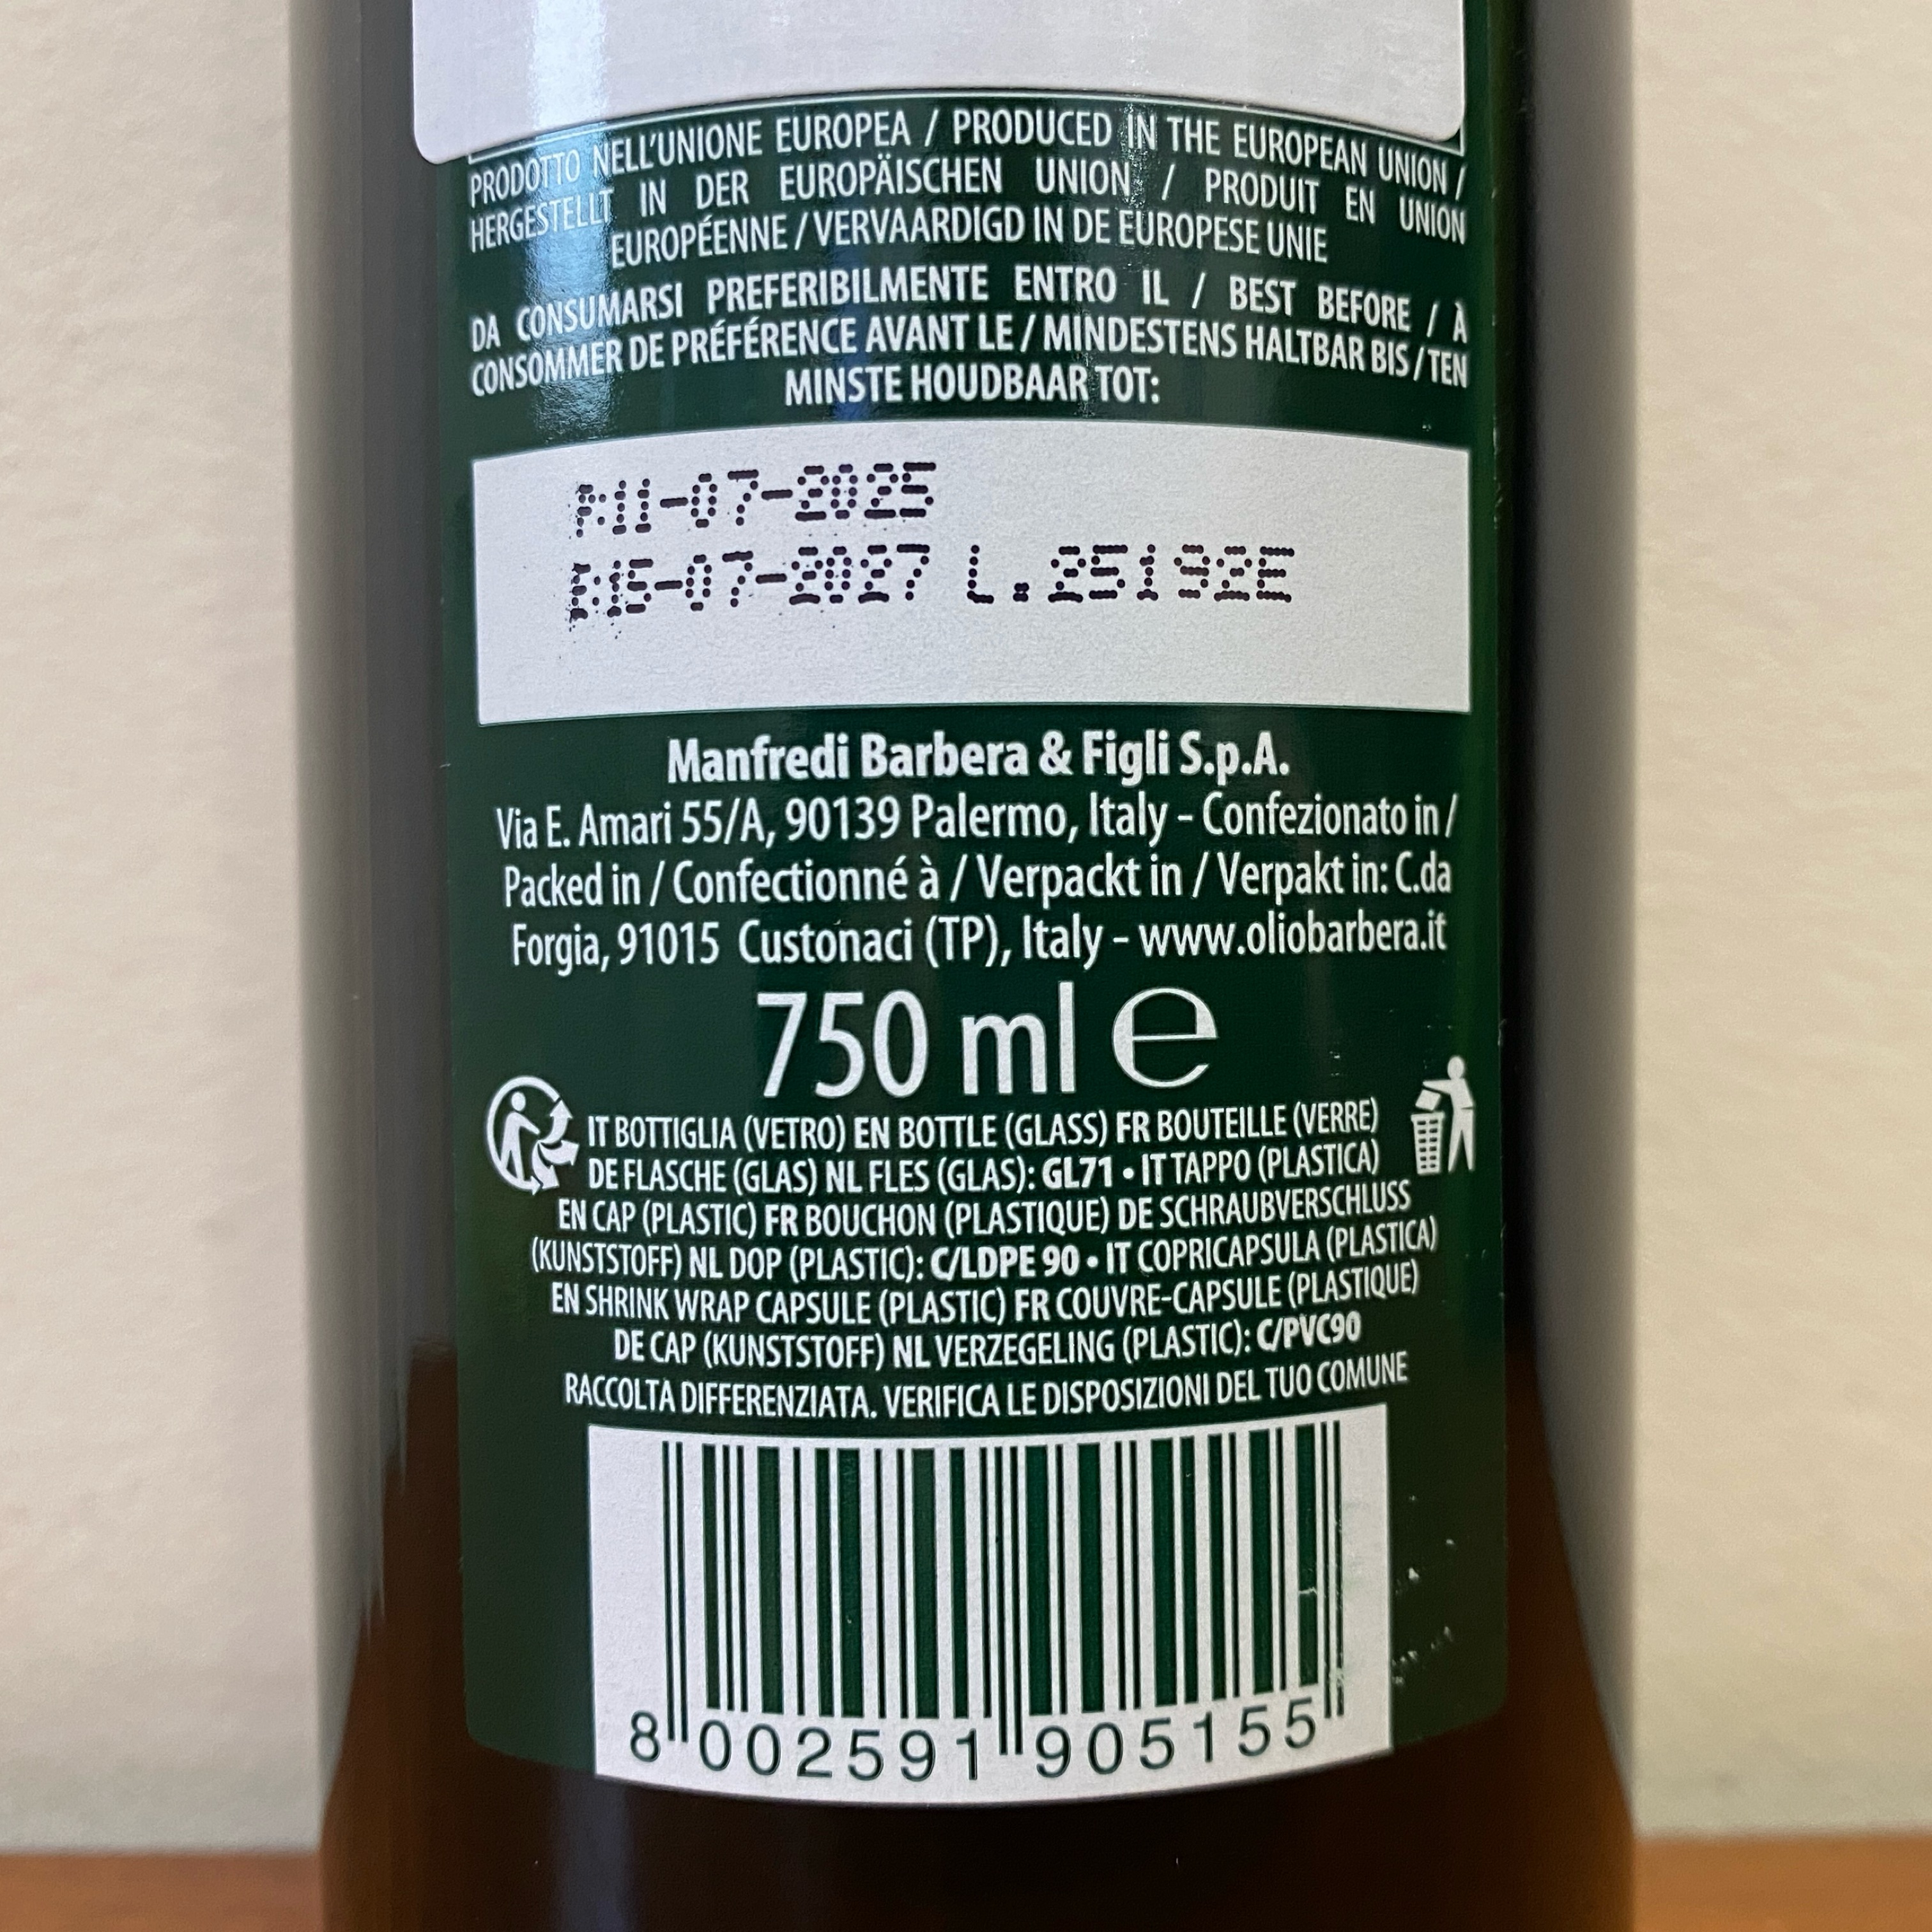 PRODOTTO NELL'UNIONE EUROPEA / PRODUCED IN THE EUROPEAN UNION /
HERGESTELLT IN DER EUROPÄISCHEN UNION / PRODUIT EN UNION
EUROPÉENNE / VERVAARDIGD IN DE EUROPESE UNIE
DA CONSUMARSI PREFERIBILMENTE ENTRO IL / BEST BEFORE / À
CONSOMMER DE PRÉFÉRENCE AVANT LE / MINDESTENS HALTBAR BIS / TEN
MINSTE HOUDBAAR TOT:
P:11-07-2025
15-07-2027 L.25192E
Manfredi Barbera & Figli S.p.A.
Via E. Amari 55/A, 90139 Palermo, Italy - Confezionato in /
Packed in / Confectionné à / Verpackt in / Verpakt in: C.da
Forgia, 91015 Custonaci (TP), Italy - www.oliobarbera.it
750 ml ℮
IT BOTTIGLIA (VETRO) EN BOTTLE (GLASS) FR BOUTEILLE (VERRE)
DE FLASCHE (GLAS) NL FLES (GLAS): GL71 • IT TAPPO (PLASTICA)
EN CAP (PLASTIC) FR BOUCHON (PLASTIQUE) DE SCHRAUBVERSCHLUSS
(KUNSTSTOFF) NL DOP (PLASTIC): C/LDPE 90 • IT COPRICAPSULA (PLASTICA)
EN SHRINK WRAP CAPSULE (PLASTIC) FR COUVRE-CAPSULE (PLASTIQUE)
DE CAP (KUNSTSTOFF) NL VERZEGELING (PLASTIC): C/PVC90
RACCOLTA DIFFERENZIATA. VERIFICA LE DISPOSIZIONI DEL TUO COMUNE
8 002591 905155